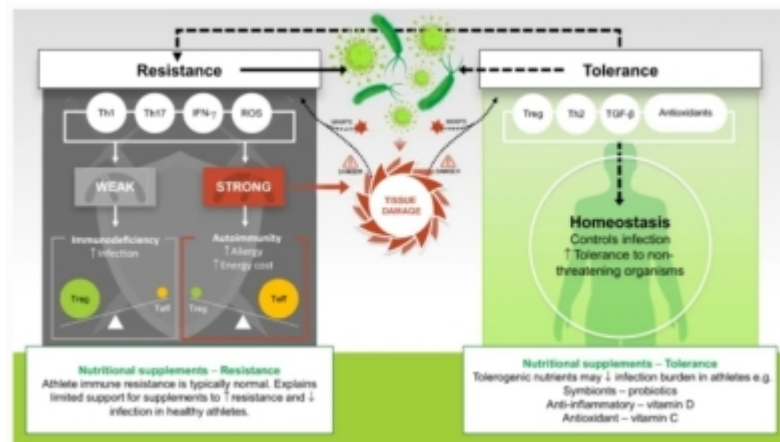 Resistance
Tolerance
Th1
Th17
IFN-γ
ROS
Treg
Th2
TGF-β
Antioxidants
WEAK
STRONG
DANGER
DANGER
TISSUE
DAMAGE
Immunodeficiency
↑ Infection
Autoimmunity
↑ Allergy
↑ Energy cost
Treg
Teff
Treg
Teff
Homeostasis
Controls infection
↑ Tolerance to non-
threatening organisms
Nutritional supplements – Resistance
Athlete immune resistance is typically normal. Explains
limited support for supplements to ↑ resistance and ↓
infection in healthy athletes.
Nutritional supplements – Tolerance
Tolerogenic nutrients may ↓ infection burden in athletes e.g.
Symbionts – probiotics
Anti-inflammatory – vitamin D
Antioxidant – vitamin C